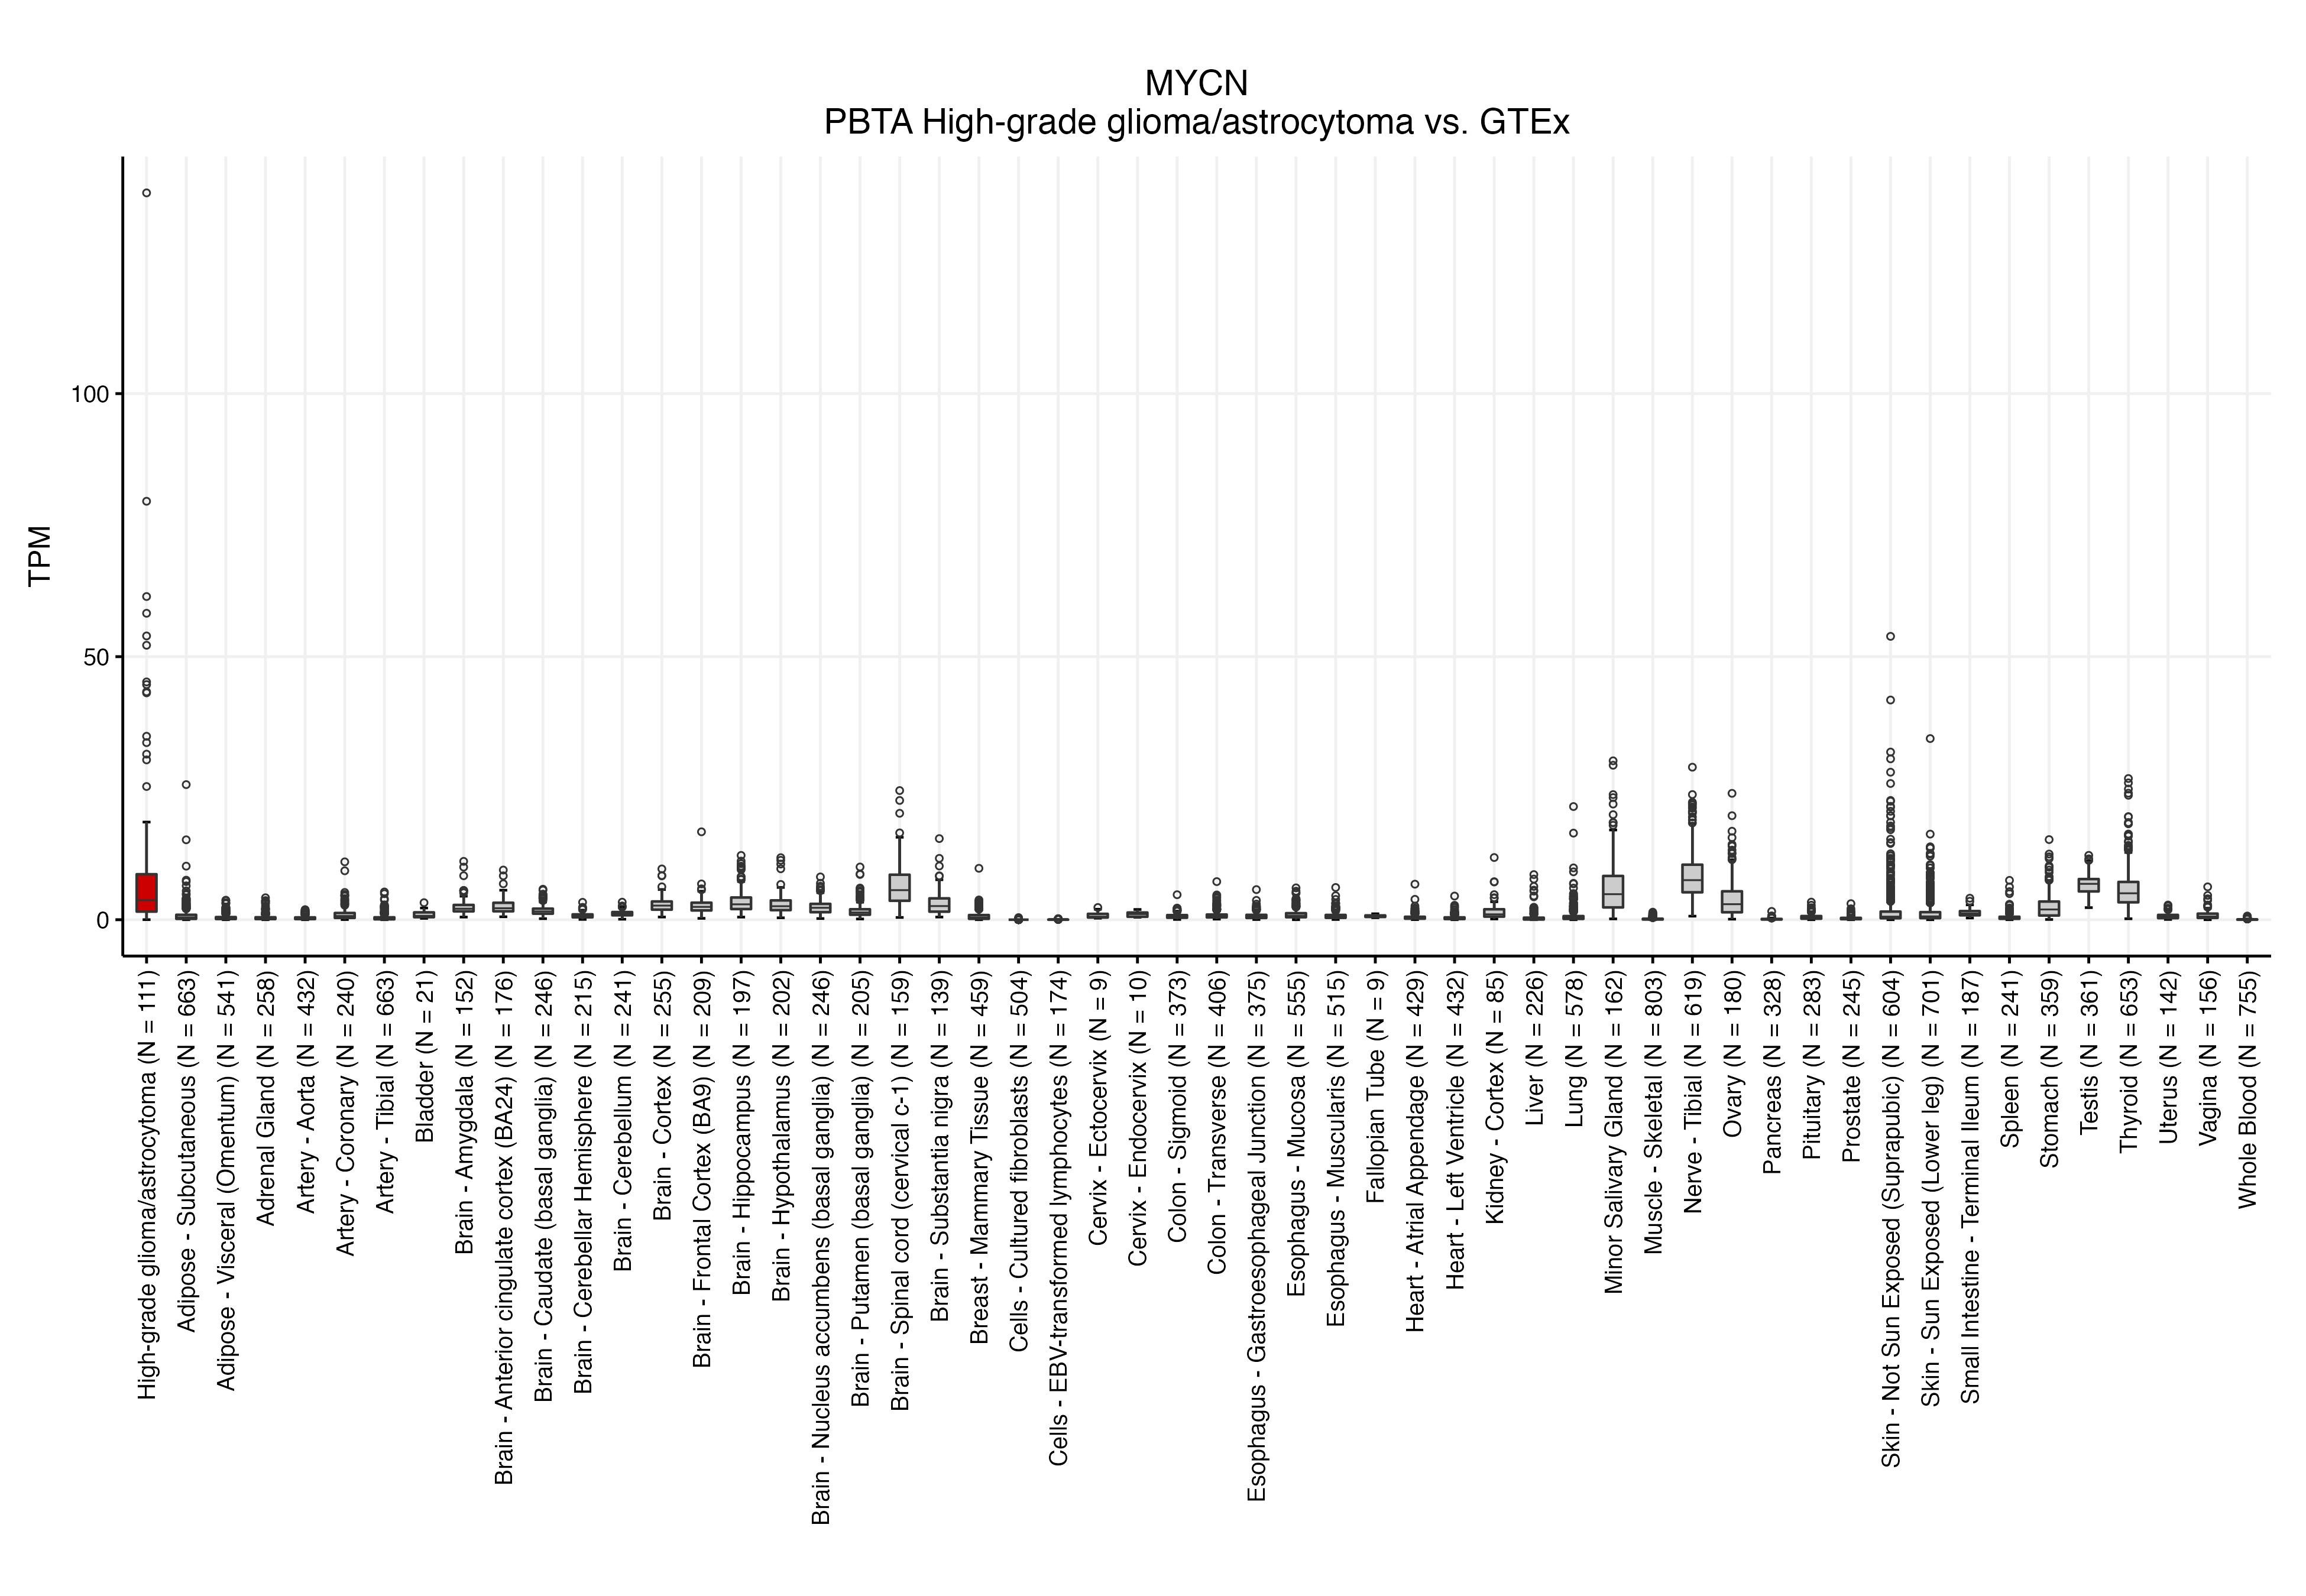 MYCN
PBTA High-grade glioma/astrocytoma vs. GTEx
TPM
100
50
0
High-grade glioma/astrocytoma (N = 111)
Adipose - Subcutaneous (N = 663)
Adipose - Visceral (Omentum) (N = 541)
Adrenal Gland (N = 258)
Artery - Aorta (N = 432)
Artery - Coronary (N = 240)
Artery - Tibial (N = 663)
Bladder (N = 21)
Brain - Amygdala (N = 152)
Brain - Anterior cingulate cortex (BA24) (N = 176)
Brain - Caudate (basal ganglia) (N = 246)
Brain - Cerebellar Hemisphere (N = 215)
Brain - Cerebellum (N = 241)
Brain - Cortex (N = 255)
Brain - Frontal Cortex (BA9) (N = 209)
Brain - Hippocampus (N = 197)
Brain - Hypothalamus (N = 202)
Brain - Nucleus accumbens (basal ganglia) (N = 246)
Brain - Putamen (basal ganglia) (N = 205)
Brain - Spinal cord (cervical c-1) (N = 159)
Brain - Substantia nigra (N = 139)
Breast - Mammary Tissue (N = 459)
Cells - Cultured fibroblasts (N = 504)
Cells - EBV-transformed lymphocytes (N = 174)
Cervix - Ectocervix (N = 9)
Cervix - Endocervix (N = 10)
Colon - Sigmoid (N = 373)
Colon - Transverse (N = 406)
Esophagus - Gastroesophageal Junction (N = 375)
Esophagus - Mucosa (N = 555)
Esophagus - Muscularis (N = 515)
Fallopian Tube (N = 9)
Heart - Atrial Appendage (N = 429)
Heart - Left Ventricle (N = 432)
Kidney - Cortex (N = 85)
Liver (N = 226)
Lung (N = 578)
Minor Salivary Gland (N = 162)
Muscle - Skeletal (N = 803)
Nerve - Tibial (N = 619)
Ovary (N = 180)
Pancreas (N = 328)
Pituitary (N = 283)
Prostate (N = 245)
Skin - Not Sun Exposed (Suprapubic) (N = 604)
Skin - Sun Exposed (Lower leg) (N = 701)
Small Intestine - Terminal Ileum (N = 187)
Spleen (N = 241)
Stomach (N = 359)
Testis (N = 361)
Thyroid (N = 653)
Uterus (N = 142)
Vagina (N = 156)
Whole Blood (N = 755)